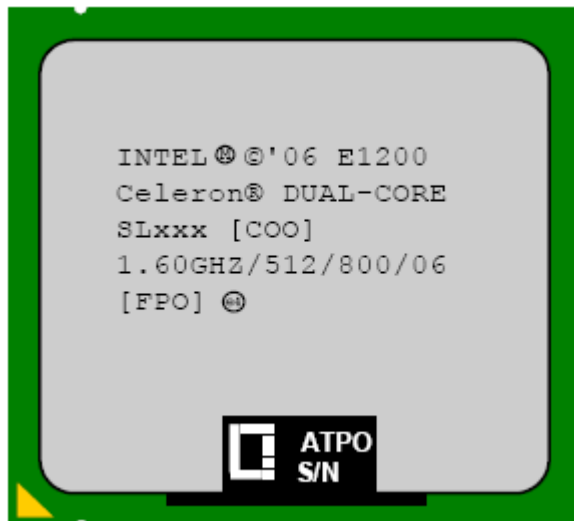 INTEL Ⓜ ©'06 E1200
Celeron® DUAL-CORE
SLxxx [COO]
1.60GHZ/512/800/06
[FPO] (e4)
ATPO
S/N